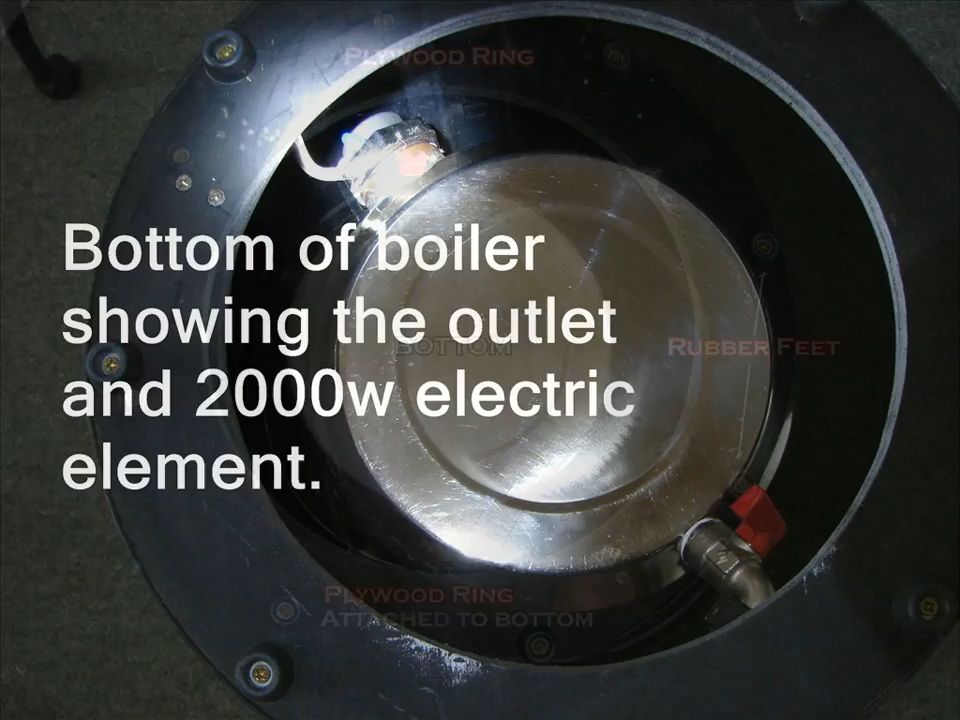 PLYWOOD RING
Bottom of boiler
showing the outlet
BOTTOM
RUBBER FEET
and 2000w electric
element.
PLYWOOD RING
ATTACHED TO BOTTOM